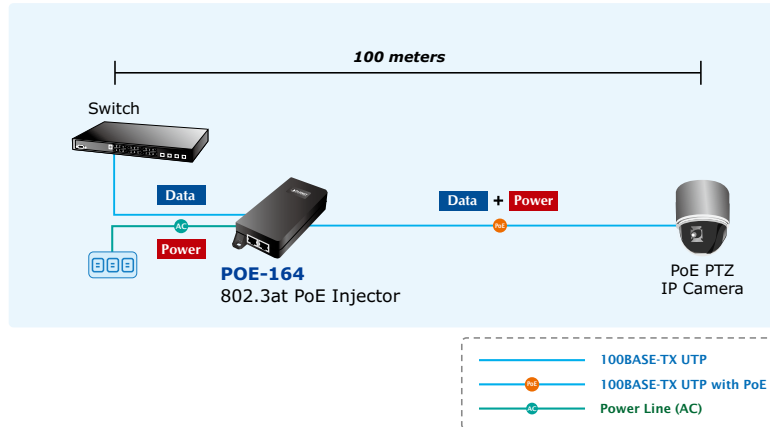 100 meters
Switch
Data
AC
Power
Data + Power
PoE
POE-164
802.3at PoE Injector
PoE PTZ
IP Camera
100BASE-TX UTP
PoE
100BASE-TX UTP with PoE
AC
Power Line (AC)